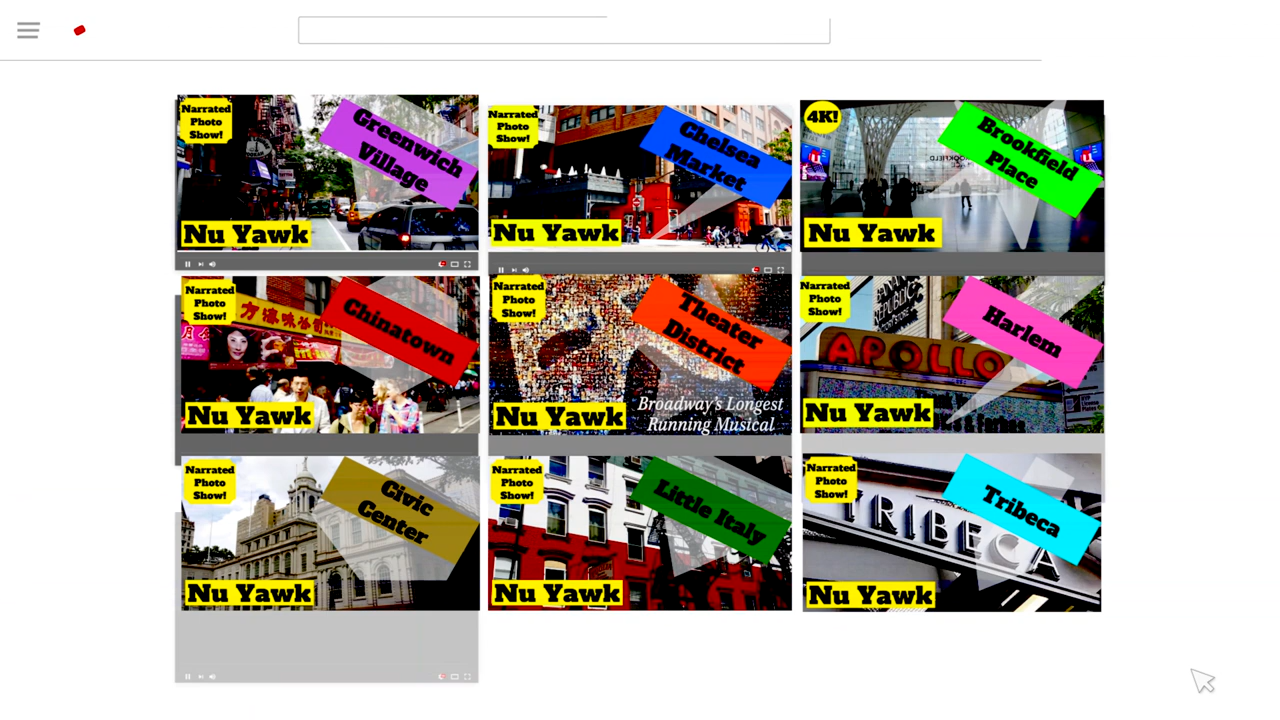 Narrated
Photo
Show!
Greenwich
Village
Nu Yawk
Narrated
Photo
Show!
Chelsea
Market
Nu Yawk
4K!
Brookfield
Place
BROOKFIELD
Nu Yawk
Narrated
Photo
Show!
Chinatown
Nu Yawk
Narrated
Photo
Show!
Theater
District
Nu Yawk
Broadway's Longest
Running Musical
Narrated
Photo
Show!
BANANA
REPUBLIC
Harlem
APOLLO
Nu Yawk
Narrated
Photo
Show!
Civic
Center
Nu Yawk
Narrated
Photo
Show!
Little Italy
Nu Yawk
Narrated
Photo
Show!
Tribeca
TRIBECA
Nu Yawk